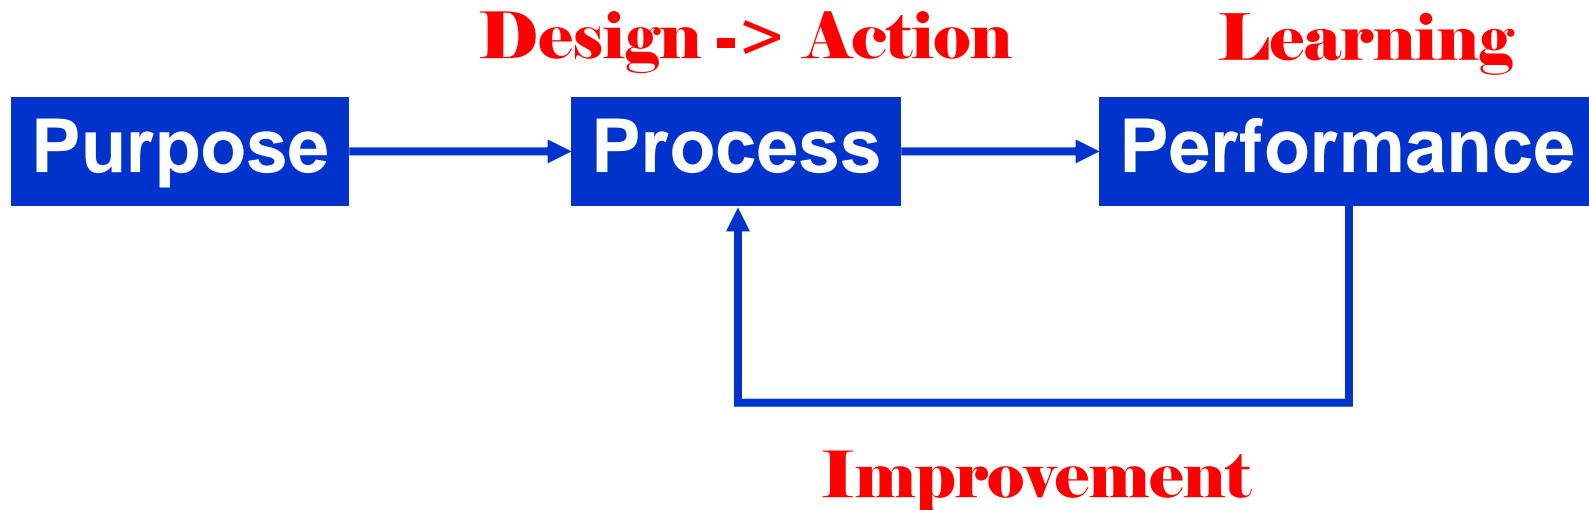 Design -> Action
Learning
Purpose
Process
Performance
Improvement